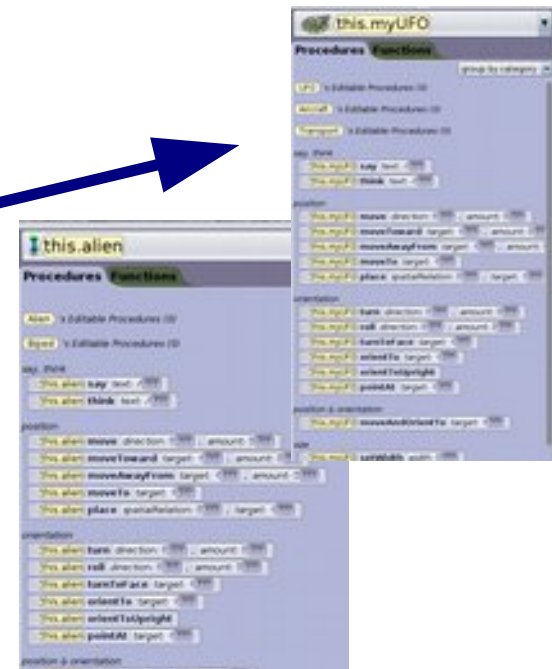 this.myUFO
Procedures Functions
group by category
UFO 's Editable Procedures (0)
Aircraft 's Editable Procedures (0)
Transport 's Editable Procedures (0)
say, think
this.myUFO say text: ???
this.myUFO think text: ???
position
this.myUFO move direction: ??? , amount: ???
this.myUFO moveToward target: ??? , amount: ??
this.myUFO moveAwayFrom target: ??? , amount:
this.myUFO moveTo target: ???
this.myUFO place spatialRelation: ??? , target: ???
orientation
this.myUFO turn direction: ??? , amount: ???
this.myUFO roll direction: ??? , amount: ???
this.myUFO turnToFace target: ???
this.myUFO orientTo target: ???
this.myUFO orientToUpright
this.myUFO pointAt target: ???
position & orientation
this.myUFO moveAndOrientTo target: ???
size
this.myUFO setWidth width: ???
this.alien
Procedures Functions
Alien 's Editable Procedures (0)
Biped 's Editable Procedures (0)
say, think
this.alien say text: ???
this.alien think text: ???
position
this.alien move direction: ??? , amount: ???
this.alien moveToward target: ??? , amount:
this.alien moveAwayFrom target: ??? , amount: ???
this.alien moveTo target: ???
this.alien place spatialRelation: ??? , target: ???
orientation
this.alien turn direction: ??? , amount: ???
this.alien roll direction: ??? , amount: ???
this.alien turnToFace target: ???
this.alien orientTo target: ???
this.alien orientToUpright
this.alien pointAt target: ???
position & orientation